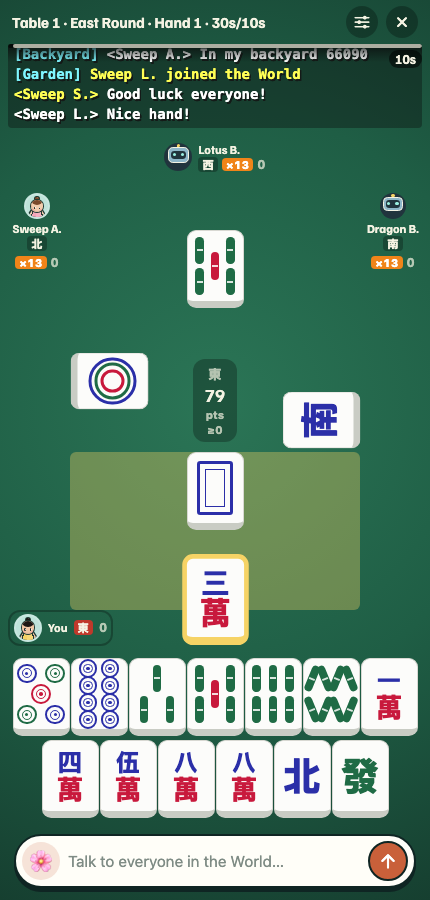 Table 1 · East Round · Hand 1 · 30s/10s
[Backyard] <Sweep A.> In my backyard 66090
10s
[Garden] Sweep L. joined the World
<Sweep S.> Good luck everyone!
<Sweep L.> Nice hand!
Lotus B.
西 ×13 0
Sweep A.
北
×13 0
Dragon B.
南
×13 0
東
79
pts
≥0
南
三萬
You 東 0
一萬
四萬 伍萬 八萬 八萬 北 發
Talk to everyone in the World...